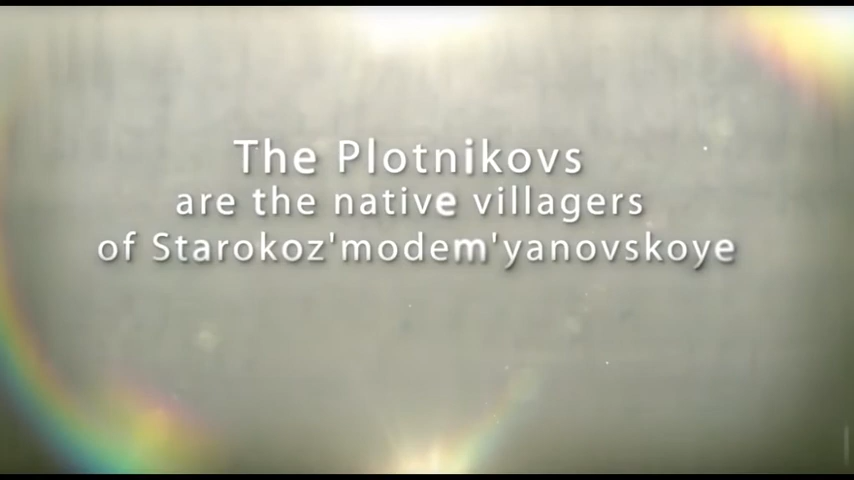 The Plotnikovs
are the native villagers
of Starokoz'modem'yanovskoye